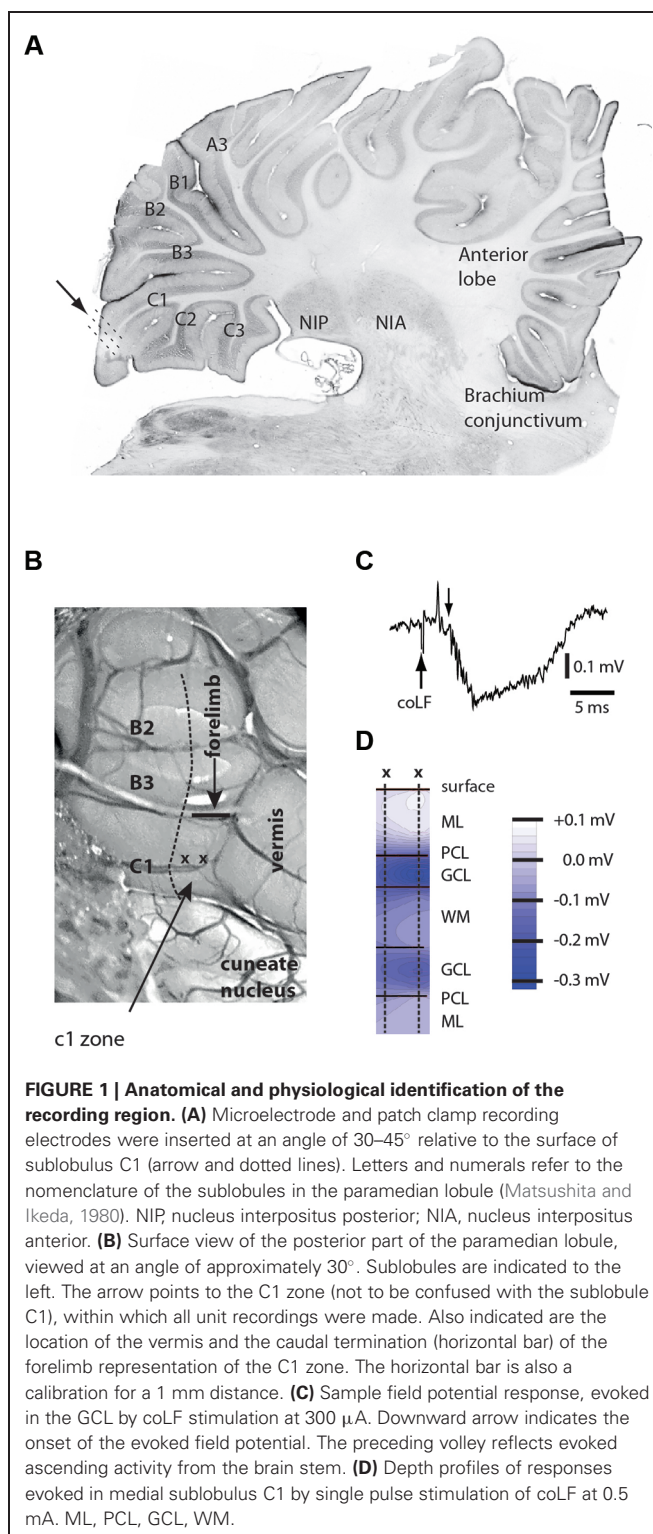 A
A3
B1
B2
B3
C1
C2
C3
NIP
NIA
Anterior
lobe
Brachium
conjunctivum
B
B2
B3
C1
forelimb
vermis
x x
cuneate
nucleus
c1 zone
C
coLF
0.1 mV
5 ms
D
x x
surface
ML
PCL
GCL
WM
GCL
PCL
ML
+0.1 mV
0.0 mV
-0.1 mV
-0.2 mV
-0.3 mV
FIGURE 1 | Anatomical and physiological identification of the
recording region. (A) Microelectrode and patch clamp recording
electrodes were inserted at an angle of 30–45° relative to the surface of
sublobulus C1 (arrow and dotted lines). Letters and numerals refer to the
nomenclature of the sublobules in the paramedian lobule (Matsushita and
Ikeda, 1980). NIP, nucleus interpositus posterior; NIA, nucleus interpositus
anterior. (B) Surface view of the posterior part of the paramedian lobule,
viewed at an angle of approximately 30°. Sublobules are indicated to the
left. The arrow points to the C1 zone (not to be confused with the sublobule
C1), within which all unit recordings were made. Also indicated are the
location of the vermis and the caudal termination (horizontal bar) of the
forelimb representation of the C1 zone. The horizontal bar is also a
calibration for a 1 mm distance. (C) Sample field potential response, evoked
in the GCL by coLF stimulation at 300 μA. Downward arrow indicates the
onset of the evoked field potential. The preceding volley reflects evoked
ascending activity from the brain stem. (D) Depth profiles of responses
evoked in medial sublobulus C1 by single pulse stimulation of coLF at 0.5
mA. ML, PCL, GCL, WM.